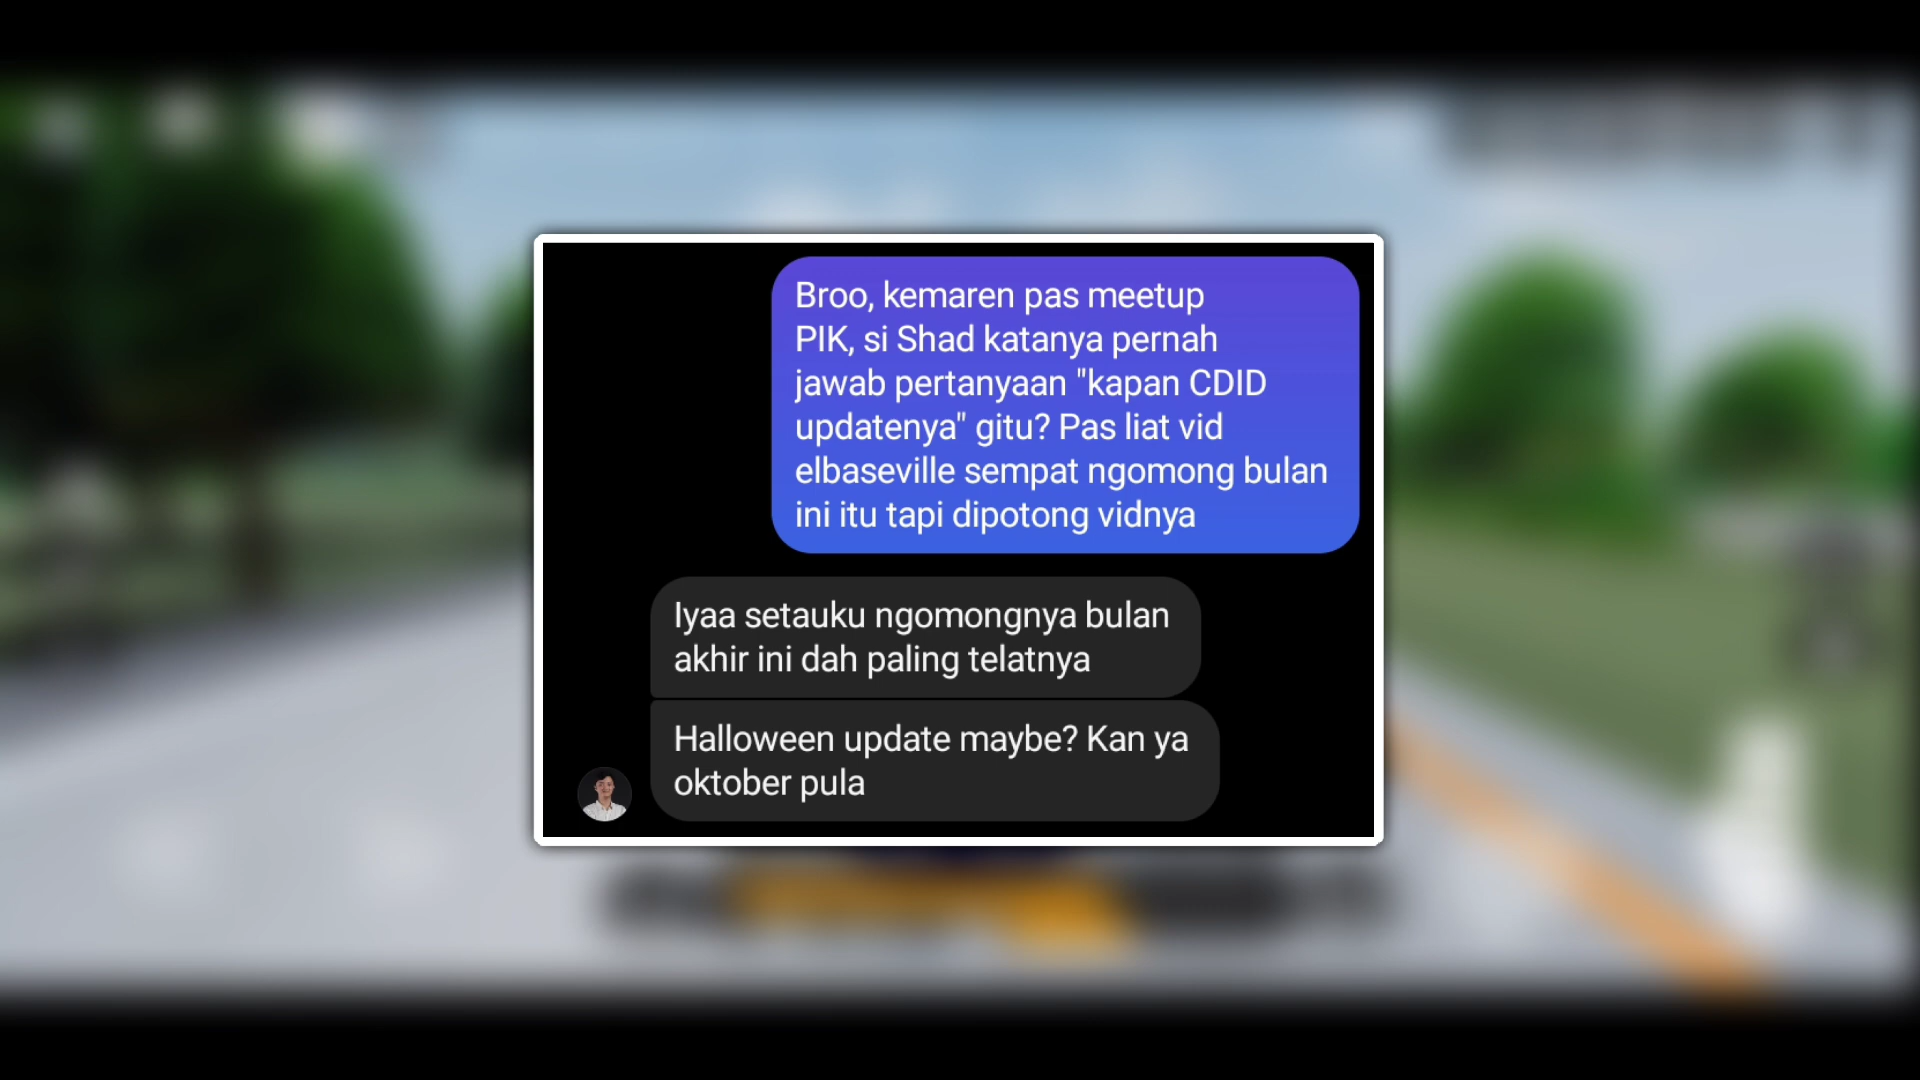 Broo, kemaren pas meetup
PIK, si Shad katanya pernah
jawab pertanyaan "kapan CDID
updatenya" gitu? Pas liat vid
elbaseville sempat ngomong bulan
ini itu tapi dipotong vidnya
Iyaa setauku ngomongnya bulan
akhir ini dah paling telatnya
Halloween update maybe? Kan ya
oktober pula